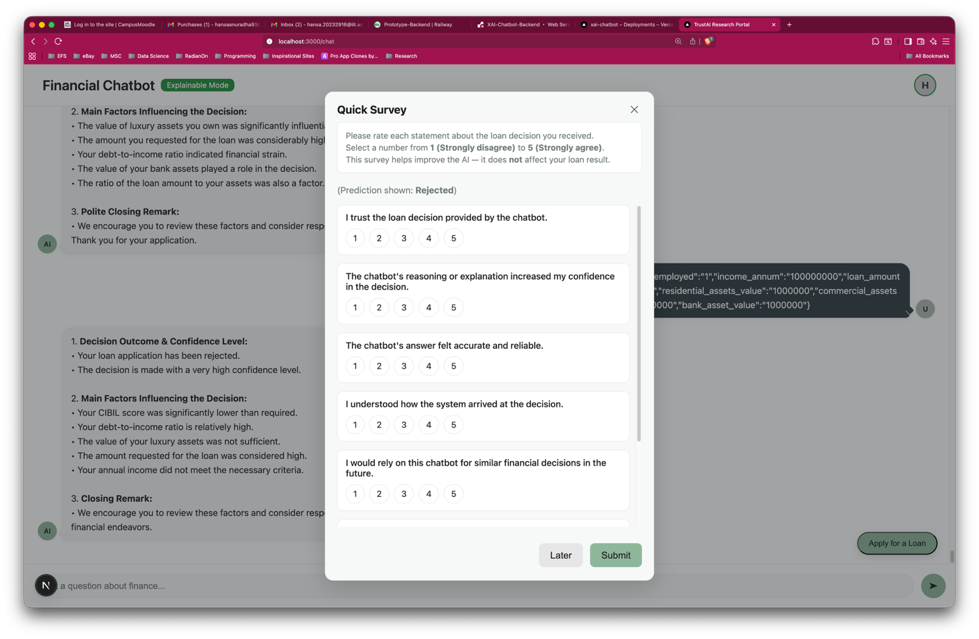 Log in to the site | CampusMoodle
Purchases (1) - hansaanuradha93
Inbox (2) - hansa.20232916@iit.ac
Prototype-Backend | Railway
XAI-Chatbot-Backend • Web Ser
xai-chatbot – Deployments – Ver
TrustAI Research Portal
localhost:3000/chat
EFS
eBay
MSC
Data Science
RadianOn
Programming
Inspirational Sites
Pro App Clones by...
Research
All Bookmarks
Financial Chatbot
Explainable Mode
H
2. Main Factors Influencing the Decision:
• The value of luxury assets you own was significantly influenti
• The amount you requested for the loan was considerably high
• Your debt-to-income ratio indicated financial strain.
• The value of your bank assets played a role in the decision.
• The ratio of the loan amount to your assets was also a factor.
3. Polite Closing Remark:
• We encourage you to review these factors and consider resp
Thank you for your application.
AI
employed":"1","income_annum":"100000000","loan_amount
","residential_assets_value":"1000000","commercial_assets
0000","bank_asset_value":"1000000"}
U
1. Decision Outcome & Confidence Level:
• Your loan application has been rejected.
• The decision is made with a very high confidence level.
2. Main Factors Influencing the Decision:
• Your CIBIL score was significantly lower than required.
• Your debt-to-income ratio is relatively high.
• The value of your luxury assets was not sufficient.
• The amount requested for the loan was considered high.
• Your annual income did not meet the necessary criteria.
3. Closing Remark:
• We encourage you to review these factors and consider resp
financial endeavors.
AI
Quick Survey
Please rate each statement about the loan decision you received.
Select a number from 1 (Strongly disagree) to 5 (Strongly agree).
This survey helps improve the AI — it does not affect your loan result.
(Prediction shown: Rejected)
I trust the loan decision provided by the chatbot.
1 2 3 4 5
The chatbot's reasoning or explanation increased my confidence
in the decision.
1 2 3 4 5
The chatbot's answer felt accurate and reliable.
1 2 3 4 5
I understood how the system arrived at the decision.
1 2 3 4 5
I would rely on this chatbot for similar financial decisions in the
future.
1 2 3 4 5
Later
Submit
Apply for a Loan
N
a question about finance...